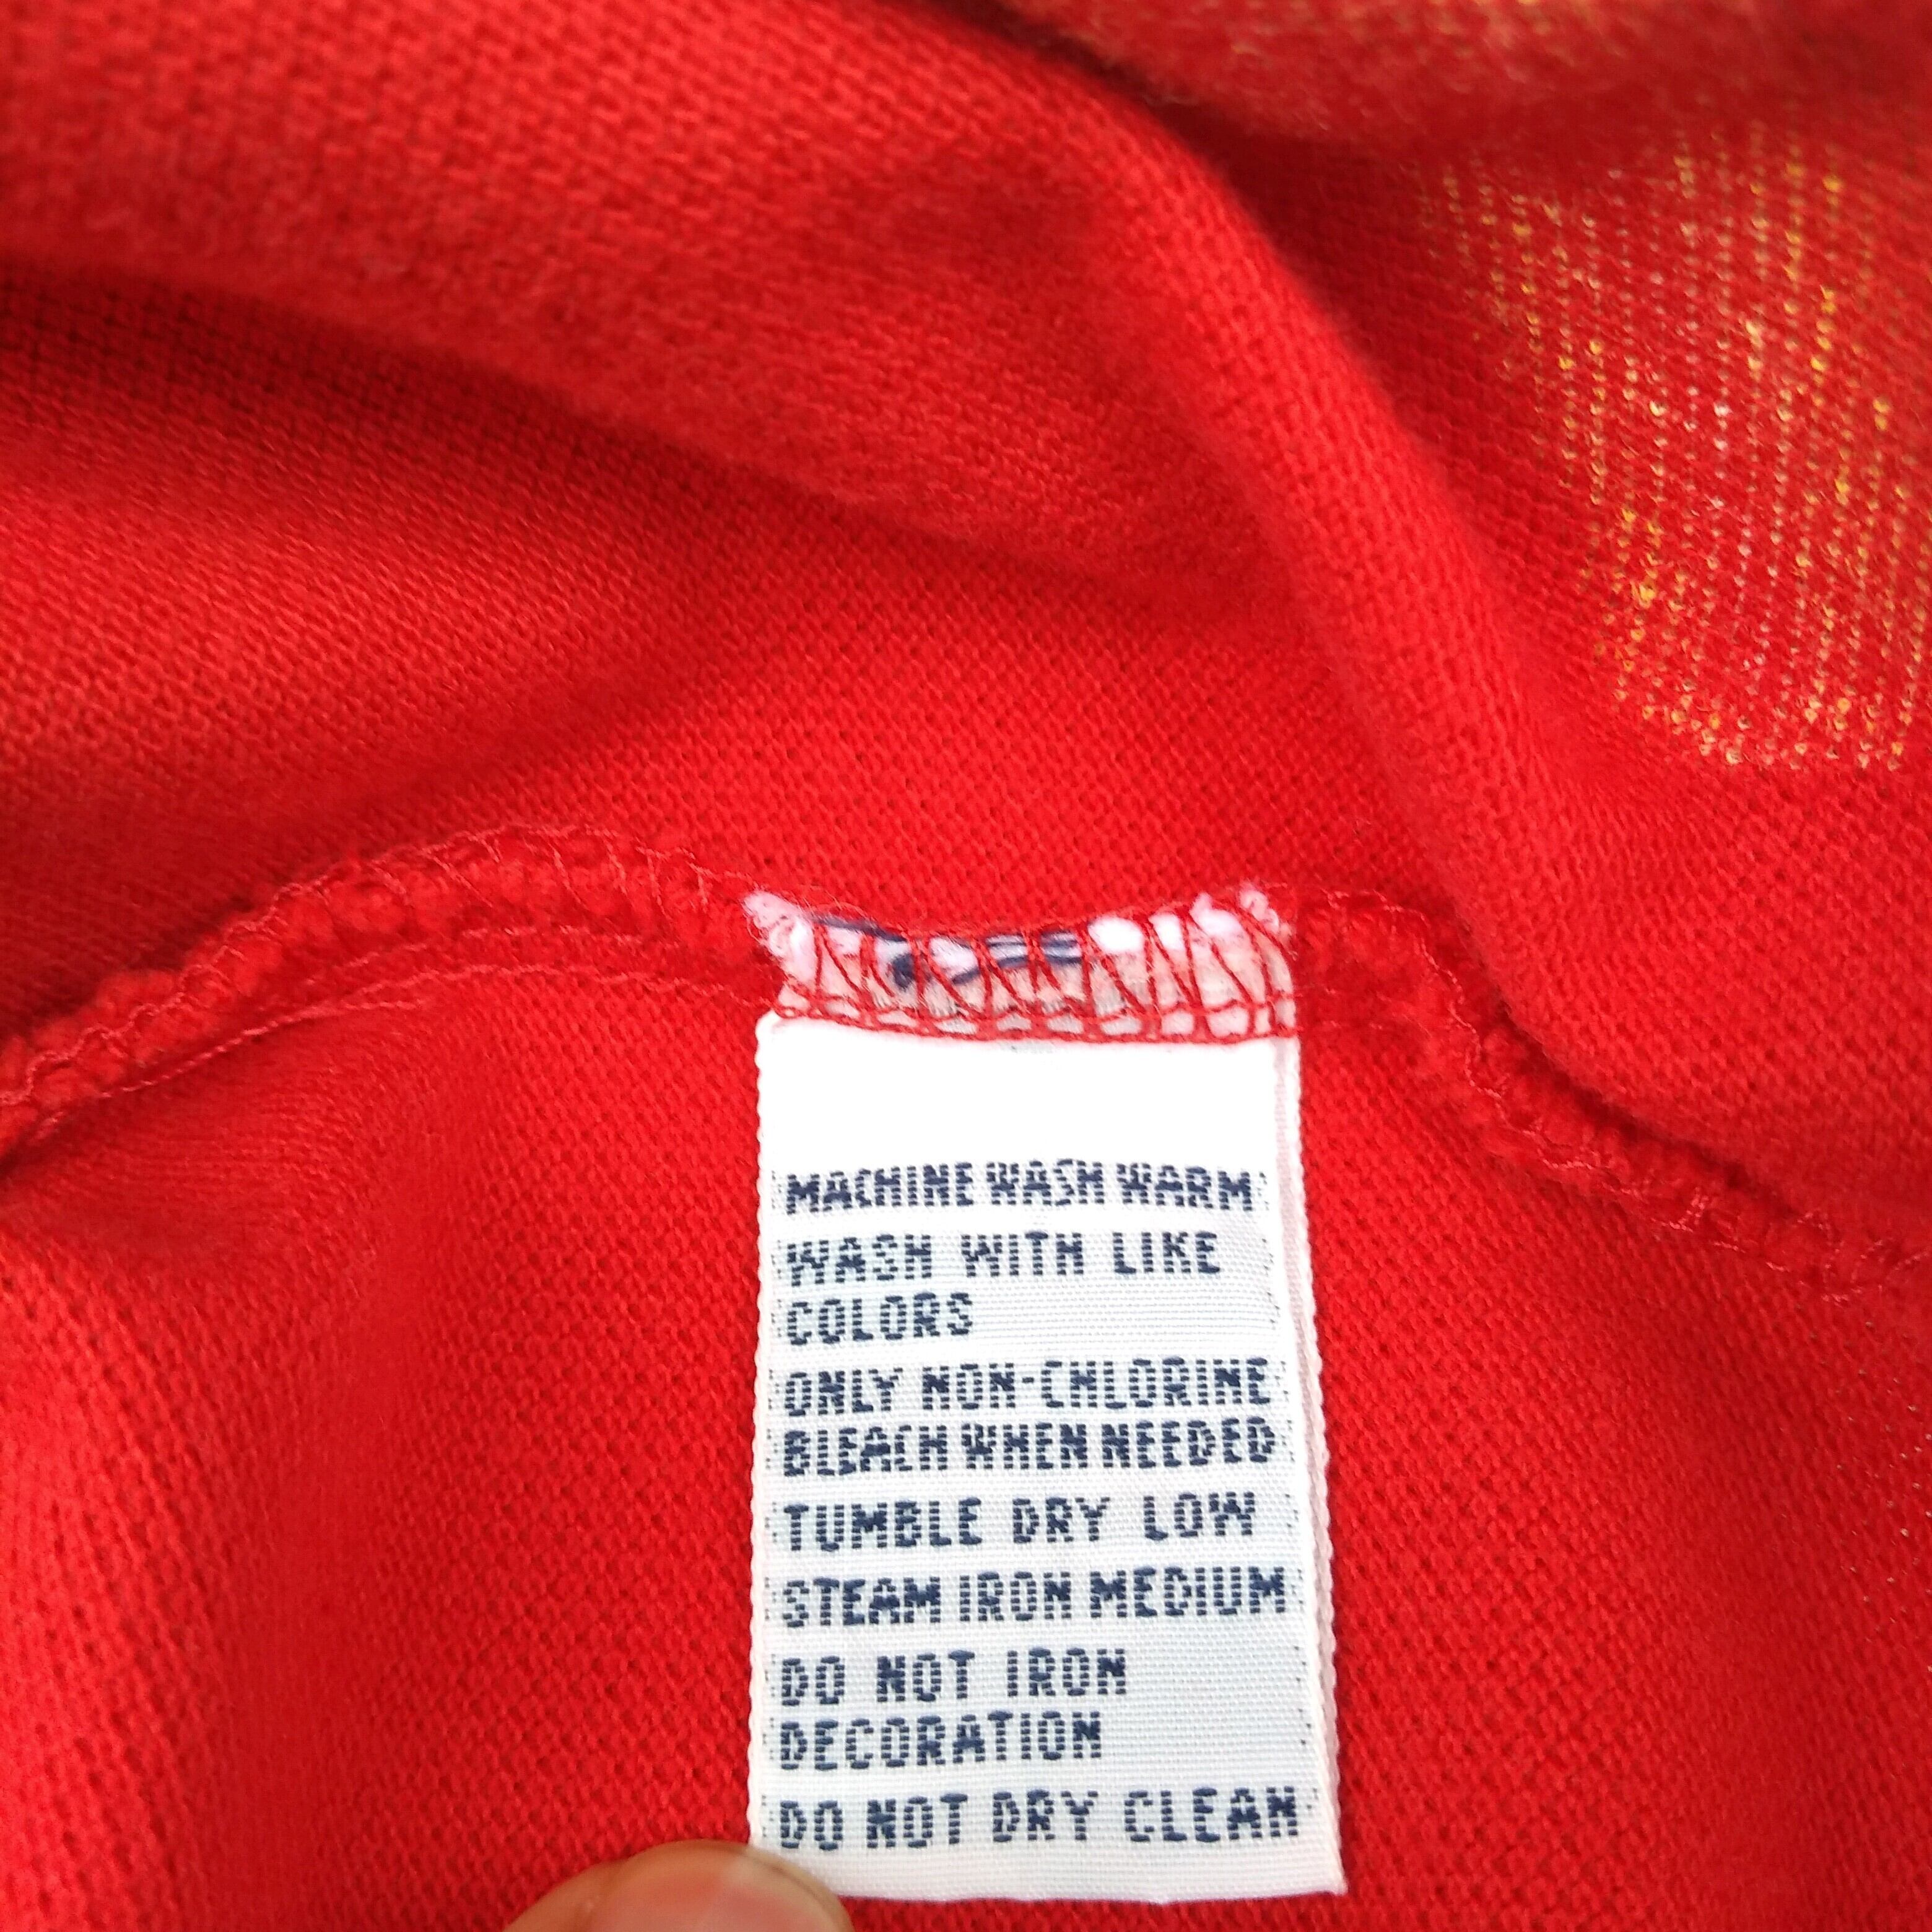 MACHINE WASH WARM
WASH WITH LIKE
COLORS
ONLY NON-CHLORINE
BLEACH WHEN NEEDED
TUMBLE DRY LOW
STEAM IRON MEDIUM
DO NOT IRON
DECORATION
DO NOT DRY CLEAN